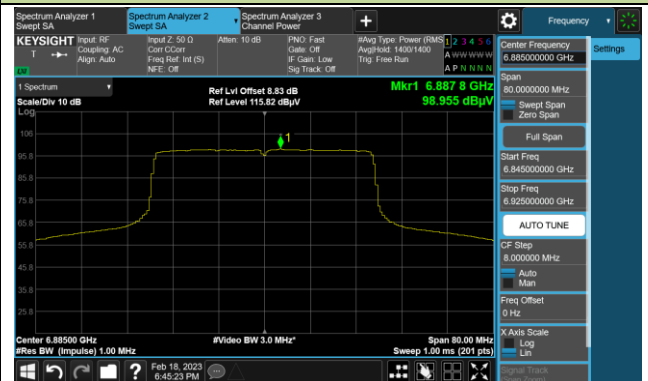 Spectrum Analyzer 1
Swept SA
Spectrum Analyzer 2
Swept SA
Spectrum Analyzer 3
Channel Power
+
Frequency
KEYSIGHT
T
Input: RF
Coupling: AC
Align: Auto
Input Z: 50 Ω
Corr CCorr
Freq Ref: Int (S)
NFE: Off
Atten: 10 dB
PNO: Fast
Gate: Off
IF Gain: Low
Sig Track: Off
#Avg Type: Power (RMS
Avg|Hold: 1400/1400
Trig: Free Run
1 2 3 4 5 6
A W W W W W
A P N N N N
1 Spectrum
Scale/Div 10 dB
Log
Ref Lvl Offset 8.83 dB
Ref Level 115.82 dBµV
Mkr1 6.887 8 GHz
98.955 dBµV
1
106
95.8
85.8
75.8
65.8
55.8
45.8
35.8
25.8
Center 6.88500 GHz
#Res BW (Impulse) 1.00 MHz
#Video BW 3.0 MHz*
Span 80.00 MHz
Sweep 1.00 ms (201 pts)
Center Frequency
6.885000000 GHz
Settings
Span
80.0000000 MHz
Swept Span
Zero Span
Full Span
Start Freq
6.845000000 GHz
Stop Freq
6.925000000 GHz
AUTO TUNE
CF Step
8.000000 MHz
Auto
Man
Freq Offset
0 Hz
X Axis Scale
Log
Lin
Signal Track
(Span Zoom)
?
Feb 18, 2023
6:45:23 PM